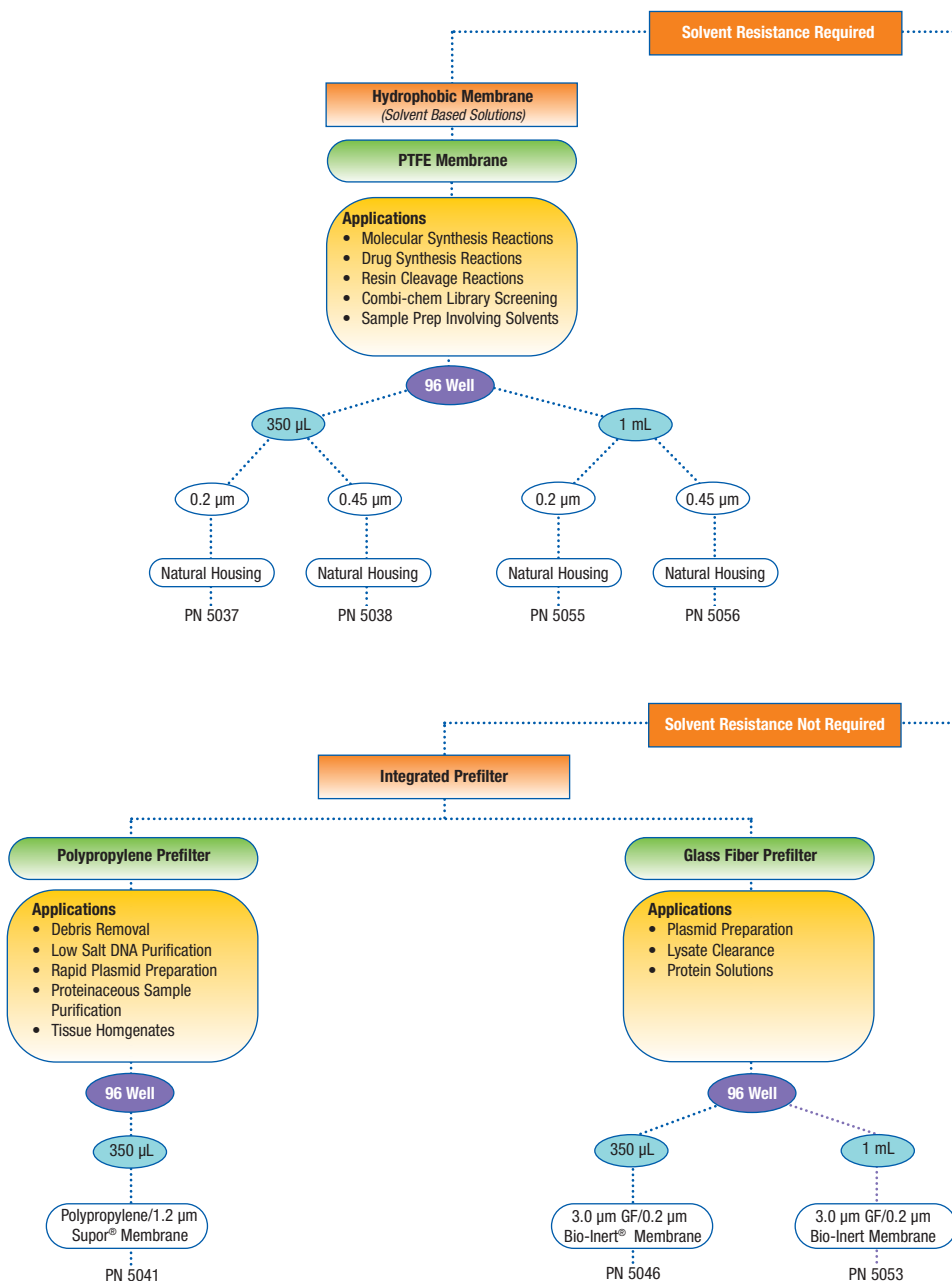 Solvent Resistance Required
Hydrophobic Membrane
(Solvent Based Solutions)
PTFE Membrane
Applications
• Molecular Synthesis Reactions
• Drug Synthesis Reactions
• Resin Cleavage Reactions
• Combi-chem Library Screening
• Sample Prep Involving Solvents
96 Well
350 µL
1 mL
0.2 µm
0.45 µm
0.2 µm
0.45 µm
Natural Housing
Natural Housing
Natural Housing
Natural Housing
PN 5037
PN 5038
PN 5055
PN 5056
Solvent Resistance Not Required
Integrated Prefilter
Polypropylene Prefilter
Applications
• Debris Removal
• Low Salt DNA Purification
• Rapid Plasmid Preparation
• Proteinaceous Sample
Purification
• Tissue Homgenates
96 Well
350 µL
Polypropylene/1.2 µm
Supor® Membrane
PN 5041
Glass Fiber Prefilter
Applications
• Plasmid Preparation
• Lysate Clearance
• Protein Solutions
96 Well
350 µL
1 mL
3.0 µm GF/0.2 µm
Bio-Inert® Membrane
3.0 µm GF/0.2 µm
Bio-Inert Membrane
PN 5046
PN 5053